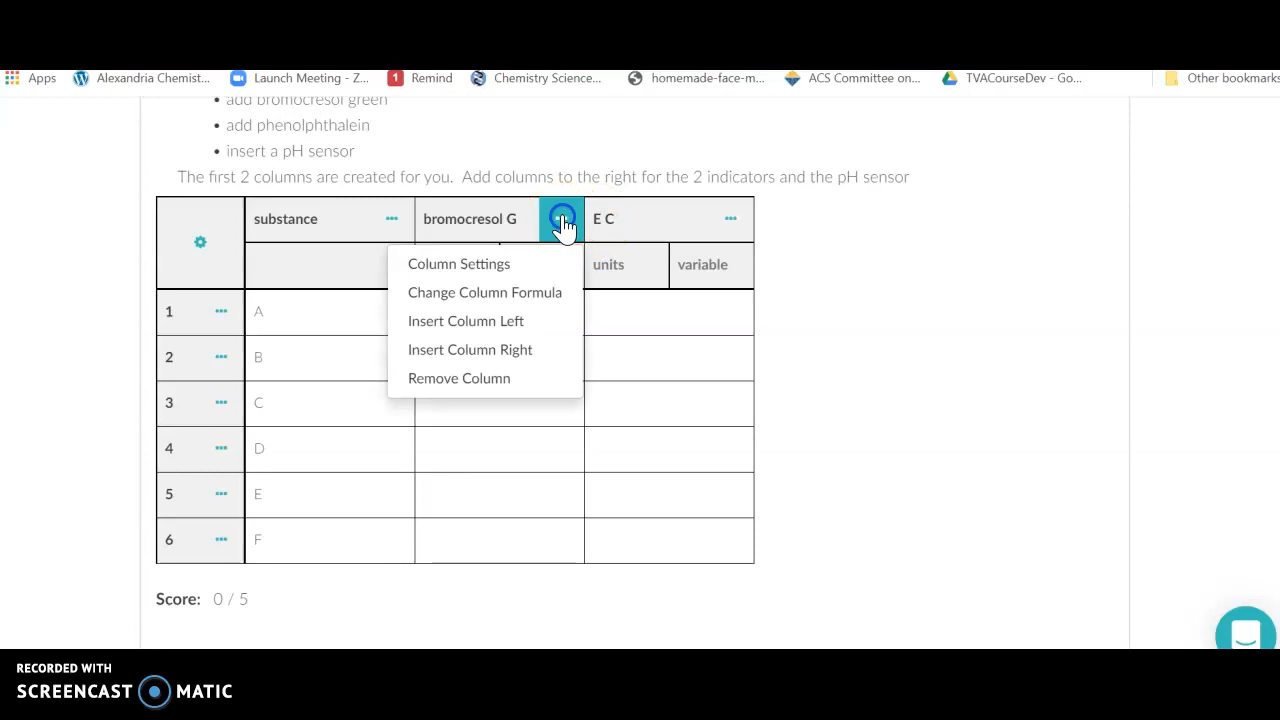 Apps Alexandria Chemist... Launch Meeting - Z... 1 Remind Chemistry Science... homemade-face-m... ACS Committee on... TVACourseDev - Go... Other bookmarks
• add bromocresol green
• add phenolphthalein
• insert a pH sensor
The first 2 columns are created for you. Add columns to the right for the 2 indicators and the pH sensor
substance ••• bromocresol G E C •••
units variable
Column Settings
Change Column Formula
Insert Column Left
Insert Column Right
Remove Column
1 ••• A
2 ••• B
3 ••• C
4 ••• D
5 ••• E
6 ••• F
Score: 0 / 5
RECORDED WITH
SCREENCAST MATIC